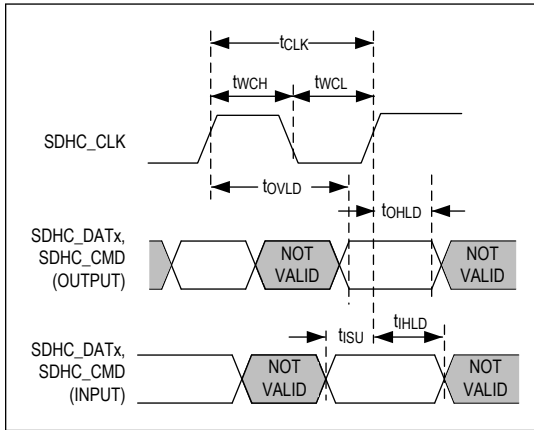 tCLK
tWCH
tWCL
SDHC_CLK
tOVLD
tOHLD
SDHC_DATx,
SDHC_CMD
(OUTPUT)
NOT
VALID
NOT
VALID
tISU
tIHLD
SDHC_DATx,
SDHC_CMD
(INPUT)
NOT
VALID
NOT
VALID